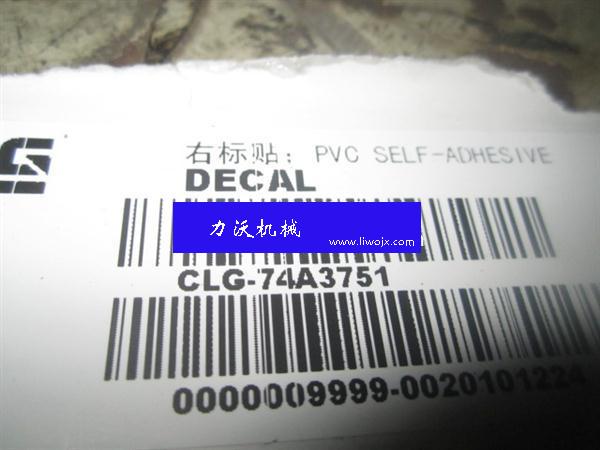 右标贴: PVC SELF-ADHESIVE
DECAL
力沃机械
www.liwojx.com
CLG-74A3751
0000009999-0020101224